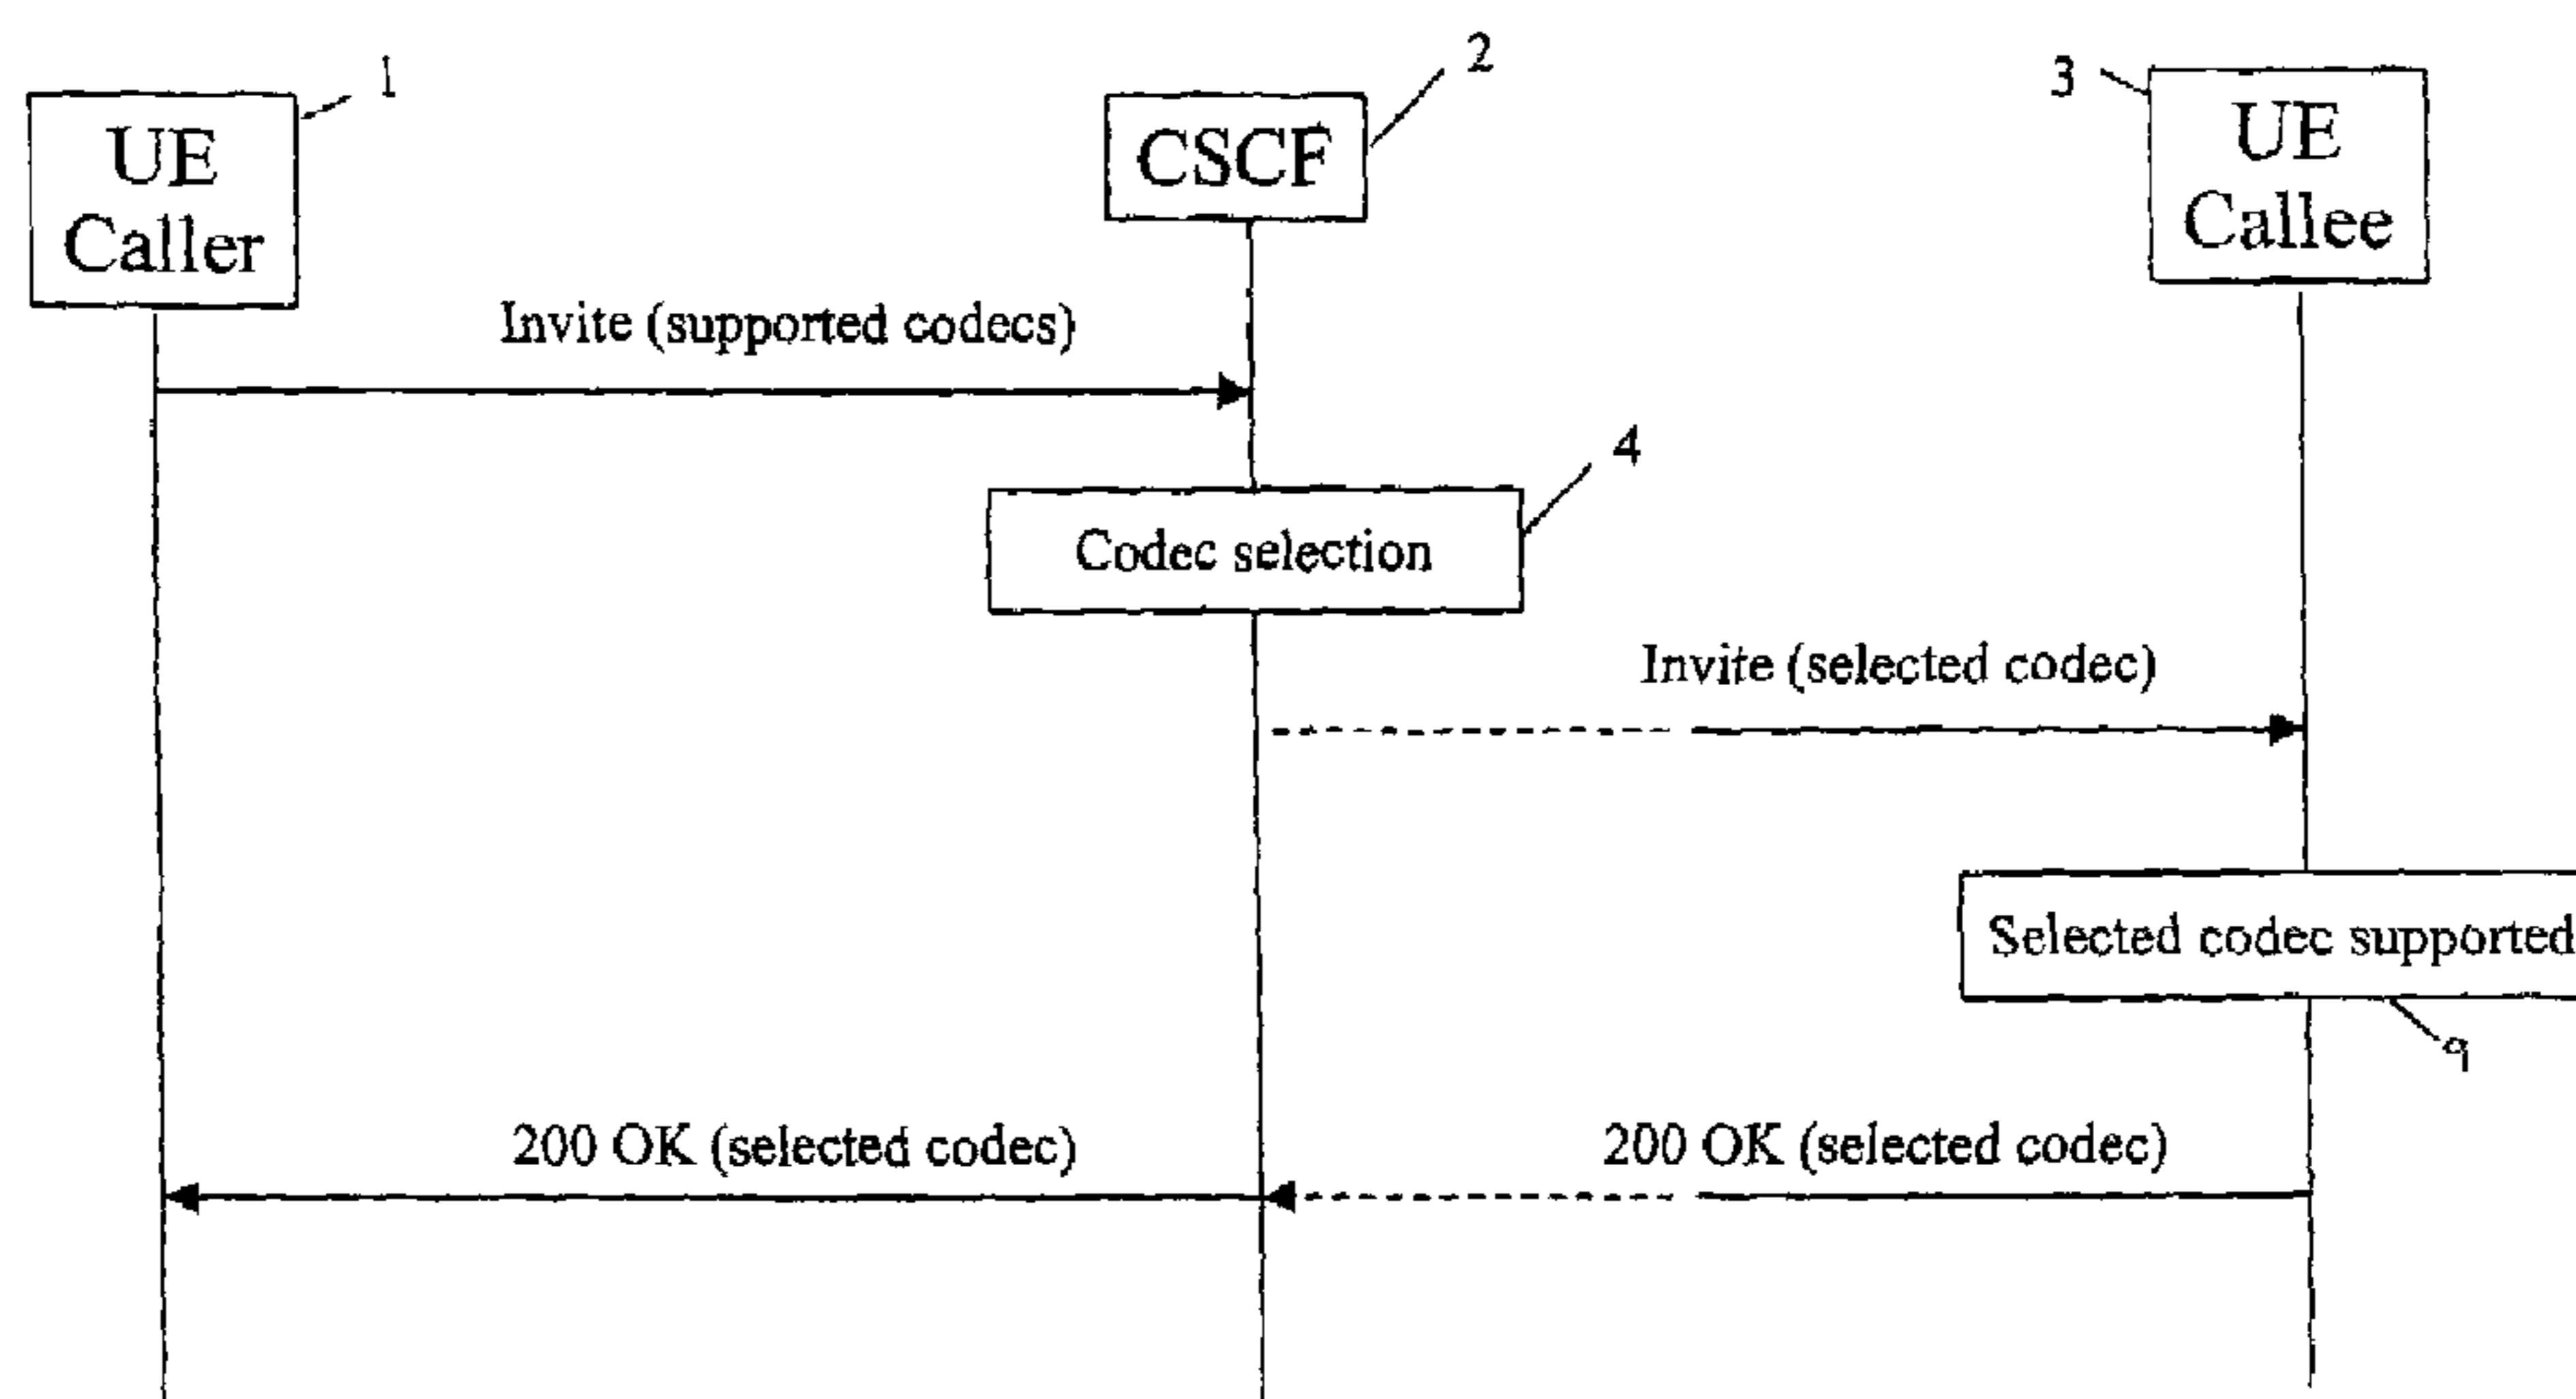 1
2
3
UE
Caller
CSCF
UE
Callee
Invite (supported codecs)
4
Codec selection
Invite (selected codec)
Selected codec supported
9
200 OK (selected codec)
200 OK (selected codec)